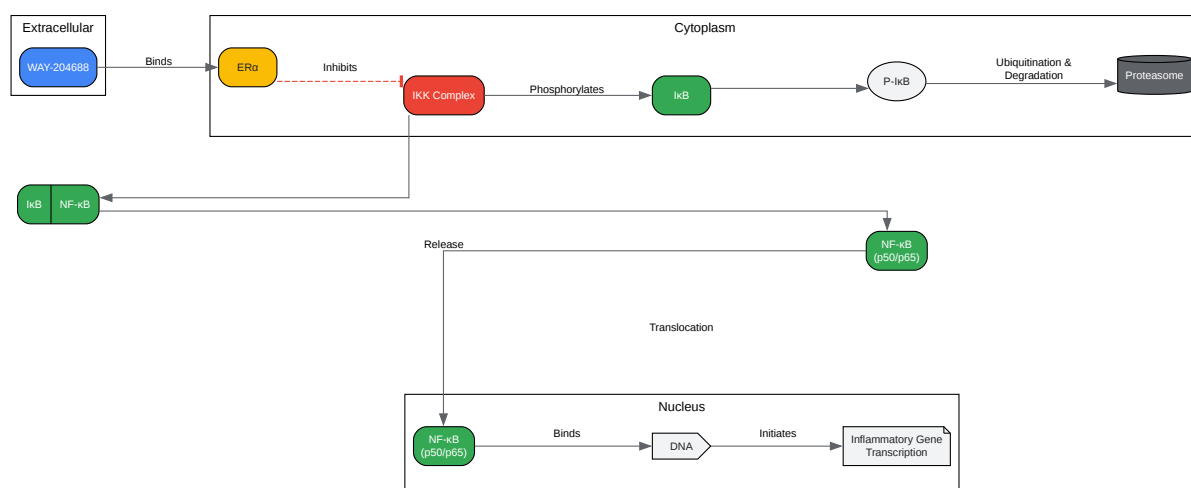 Extracellular
Cytoplasm
WAY-204688
Binds
ERα
Inhibits
IKK Complex
Phosphorylates
IκB
P-IκB
Ubiquitination &
Degradation
Proteasome
IκB
NF-κB
NF-κB
(p50/p65)
Release
Translocation
Nucleus
NF-κB
(p50/p65)
Binds
DNA
Initiates
Inflammatory Gene
Transcription